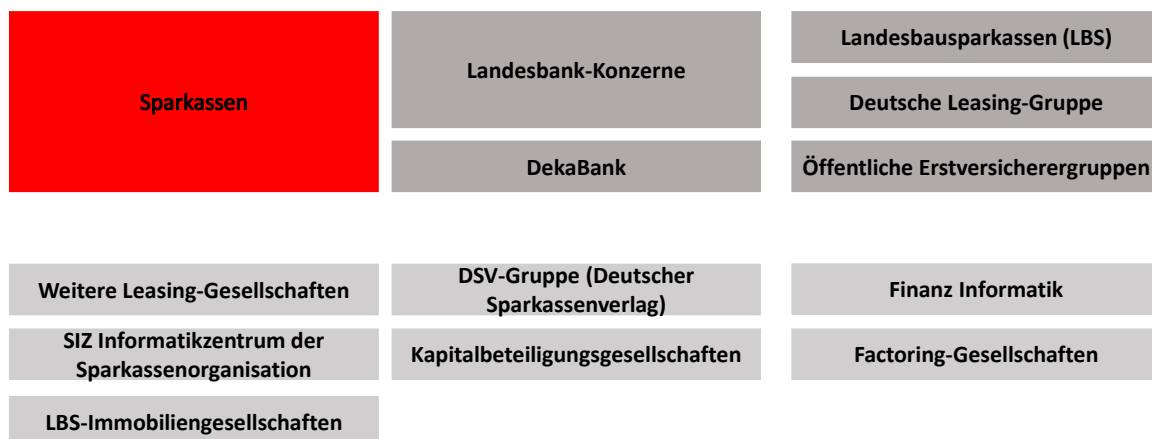 Sparkassen
Landesbank-Konzerne
DekaBank
Landesbausparkassen (LBS)
Deutsche Leasing-Gruppe
Öffentliche Erstversicherergruppen
Weitere Leasing-Gesellschaften
DSV-Gruppe (Deutscher
Sparkassenverlag)
Finanz Informatik
SIZ Informatikzentrum der
Sparkassenorganisation
Kapitalbeteiligungsgesellschaften
Factoring-Gesellschaften
LBS-Immobiliengesellschaften